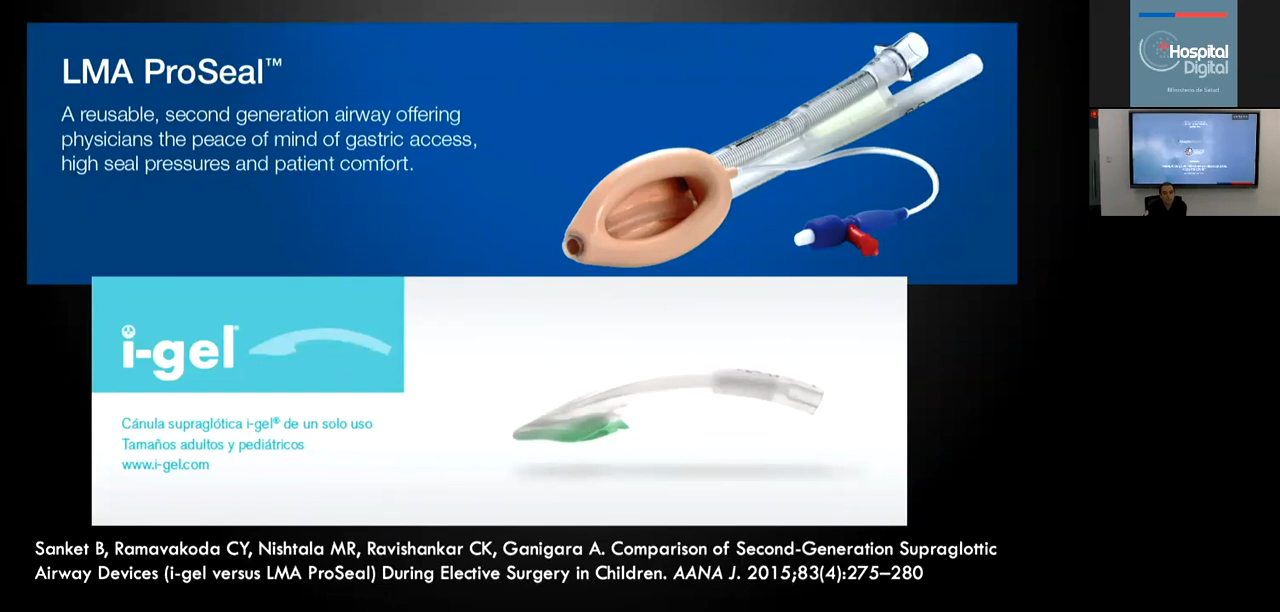 LMA ProSeal™
A reusable, second generation airway offering
physicians the peace of mind of gastric access,
high seal pressures and patient comfort.
i-gel®
Cánula supraglótica i-gel® de un solo uso
Tamaños adultos y pediátricos
www.i-gel.com
Sanket B, Ramavakoda CY, Nishtala MR, Ravishankar CK, Ganigara A. Comparison of Second-Generation Supraglottic
Airway Devices (i-gel versus LMA ProSeal) During Elective Surgery in Children. AANA J. 2015;83(4):275–280
Hospital
Digital
Ministerio de Salud